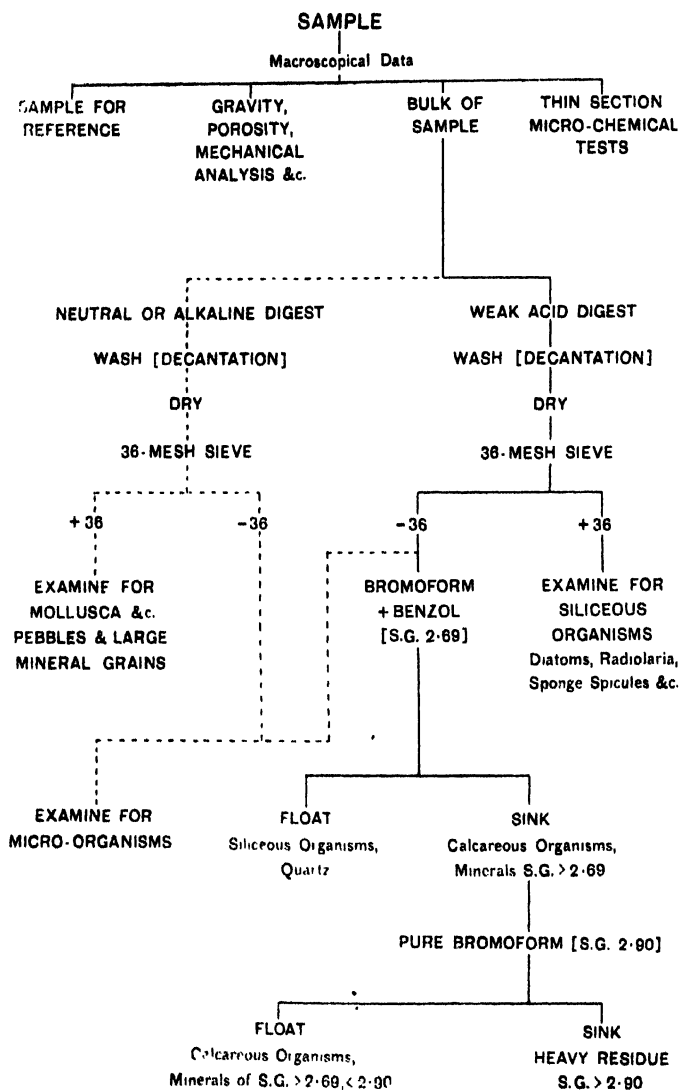 SAMPLE
Macroscopical Data
SAMPLE FOR
REFERENCE
GRAVITY,
POROSITY,
MECHANICAL
ANALYSIS &c.
BULK OF
SAMPLE
THIN SECTION
MICRO-CHEMICAL
TESTS
NEUTRAL OR ALKALINE DIGEST
WASH [DECANTATION]
DRY
36-MESH SIEVE
WEAK ACID DIGEST
WASH [DECANTATION]
DRY
36-MESH SIEVE
+36
-36
-36
+36
EXAMINE FOR
MOLLUSCA &c.
PEBBLES & LARGE
MINERAL GRAINS
BROMOFORM
+ BENZOL
[S.G. 2·69]
EXAMINE FOR
SILICEOUS
ORGANISMS
Diatoms, Radiolaria,
Sponge Spicules &c.
EXAMINE FOR
MICRO-ORGANISMS
FLOAT
Siliceous Organisms,
Quartz
SINK
Calcareous Organisms,
Minerals S.G. > 2·69
PURE BROMOFORM [S.G. 2·90]
FLOAT
Calcareous Organisms,
Minerals of S.G. > 2·69, < 2·90
SINK
HEAVY RESIDUE
S.G. > 2·90